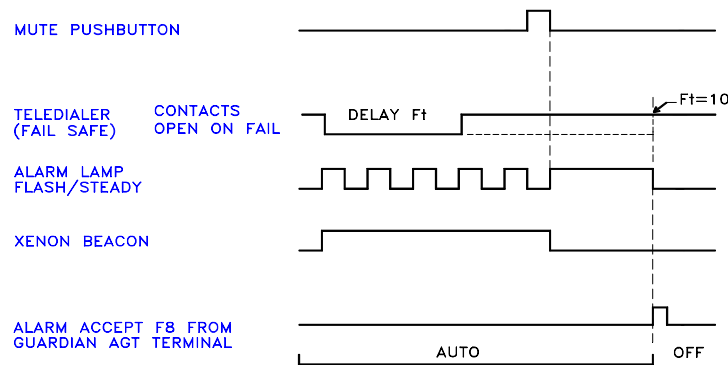 MUTE PUSHBUTTON
TELEDIALER CONTACTS
(FAIL SAFE) OPEN ON FAIL
DELAY Ft
Ft=10
ALARM LAMP
FLASH/STEADY
XENON BEACON
ALARM ACCEPT F8 FROM
GUARDIAN AGT TERMINAL
AUTO OFF